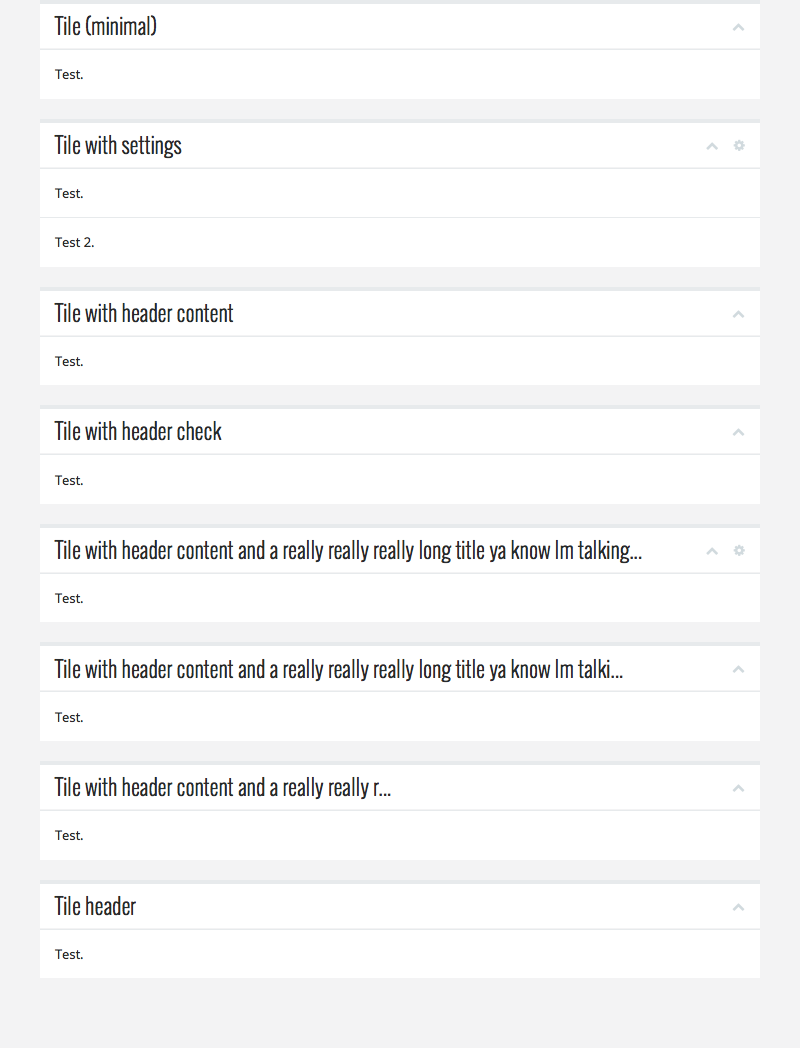 Tile (minimal)
Test.
Tile with settings
Test.
Test 2.
Tile with header content
Test.
Tile with header check
Test.
Tile with header content and a really really really long title ya know Im talking...
Test.
Tile with header content and a really really really long title ya know Im talki...
Test.
Tile with header content and a really really r...
Test.
Tile header
Test.